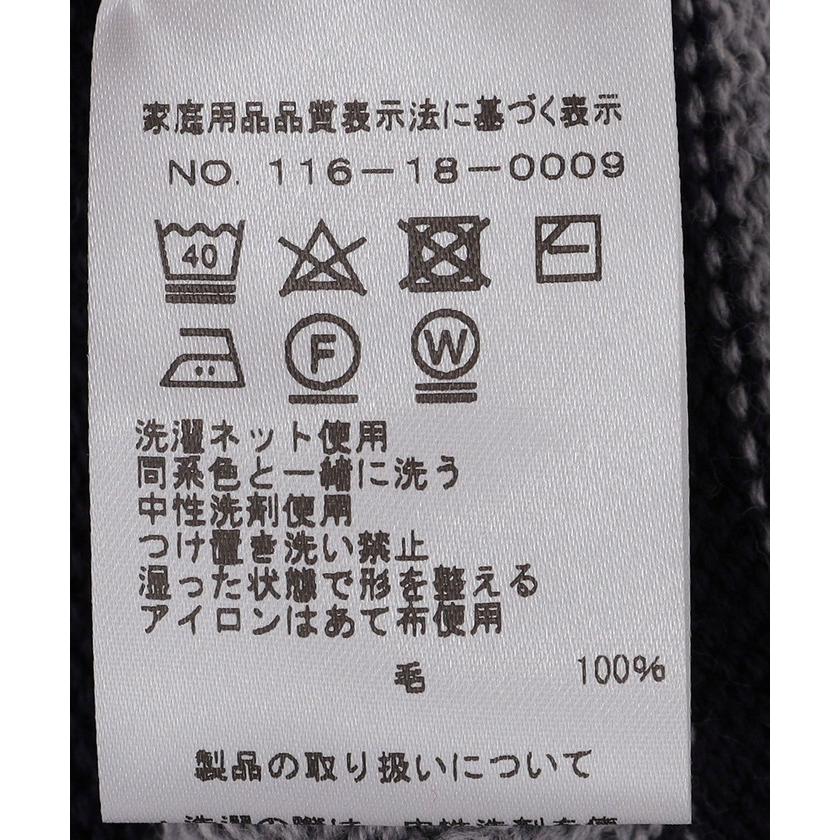 家庭用品品質表示法に基づく表示
NO. 116-18-0009
40
F W
洗濯ネット使用
同系色と一緒に洗う
中性洗剤使用
つけ置き洗い禁止
湿った状態で形を整える
アイロンはあて布使用
毛 100%
製品の取り扱いについて